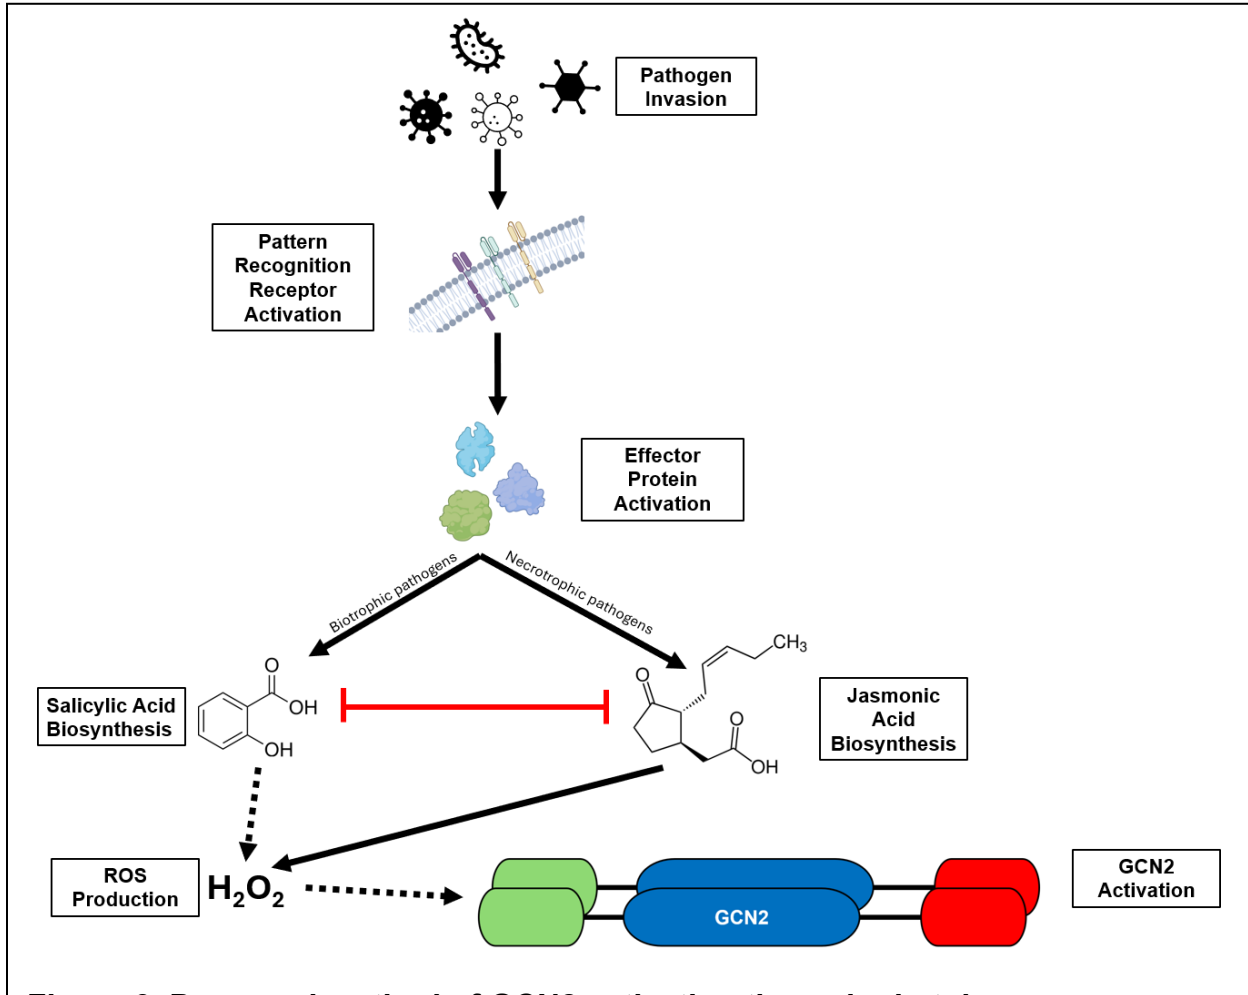 Pathogen
Invasion
Pattern
Recognition
Receptor
Activation
Effector
Protein
Activation
Biotrophic pathogens
Necrotrophic pathogens
CH3
O
O
OH
OH
O
OH
Salicylic Acid
Biosynthesis
Jasmonic
Acid
Biosynthesis
ROS
Production
H2O2
GCN2
GCN2
Activation